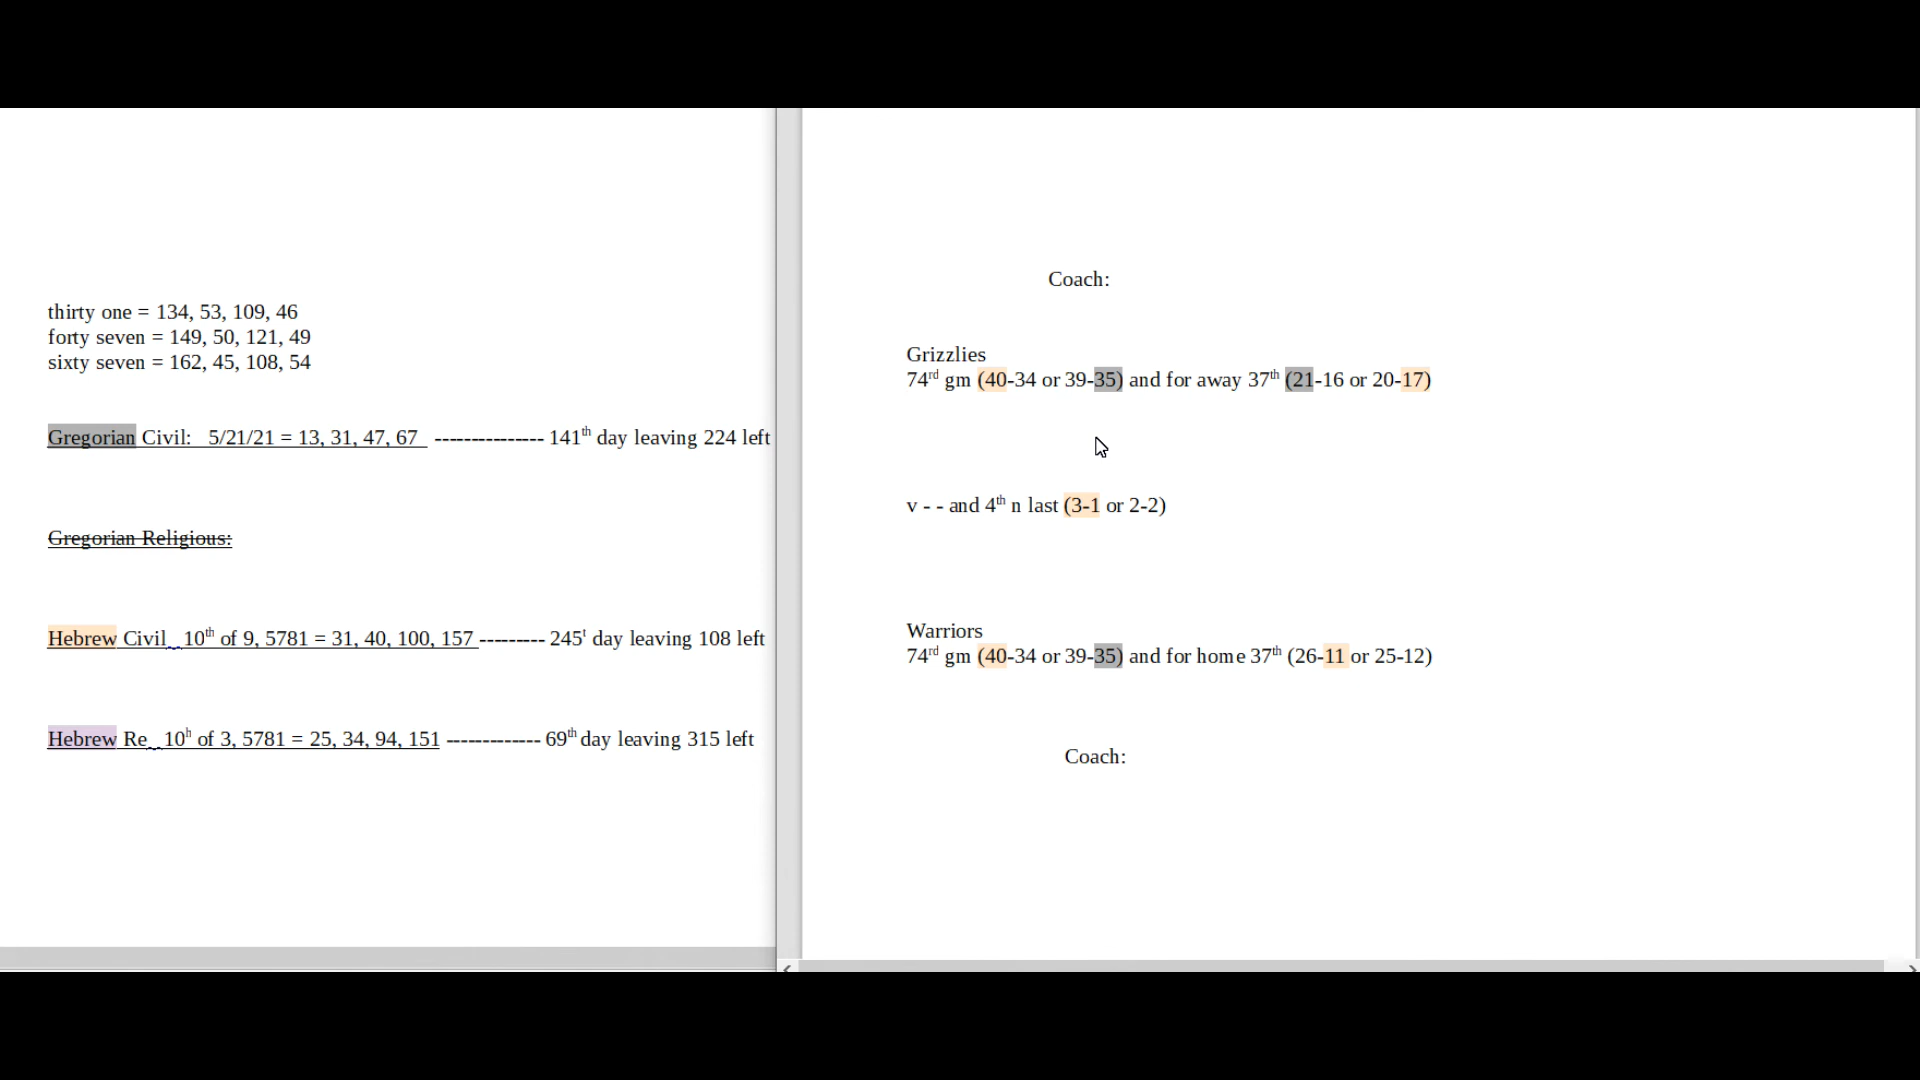 thirty one = 134, 53, 109, 46
forty seven = 149, 50, 121, 49
sixty seven = 162, 45, 108, 54
Gregorian Civil: 5/21/21 = 13, 31, 47, 67 --------------- 141th day leaving 224 left
Gregorian Religious:
Hebrew Civil 10th of 9, 5781 = 31, 40, 100, 157 --------- 245t day leaving 108 left
Hebrew Re 10h of 3, 5781 = 25, 34, 94, 151 ------------- 69th day leaving 315 left
Coach:
Grizzlies
74rd gm (40-34 or 39-35) and for away 37th (21-16 or 20-17)
v - - and 4th n last (3-1 or 2-2)
Warriors
74rd gm (40-34 or 39-35) and for home 37th (26-11 or 25-12)
Coach: